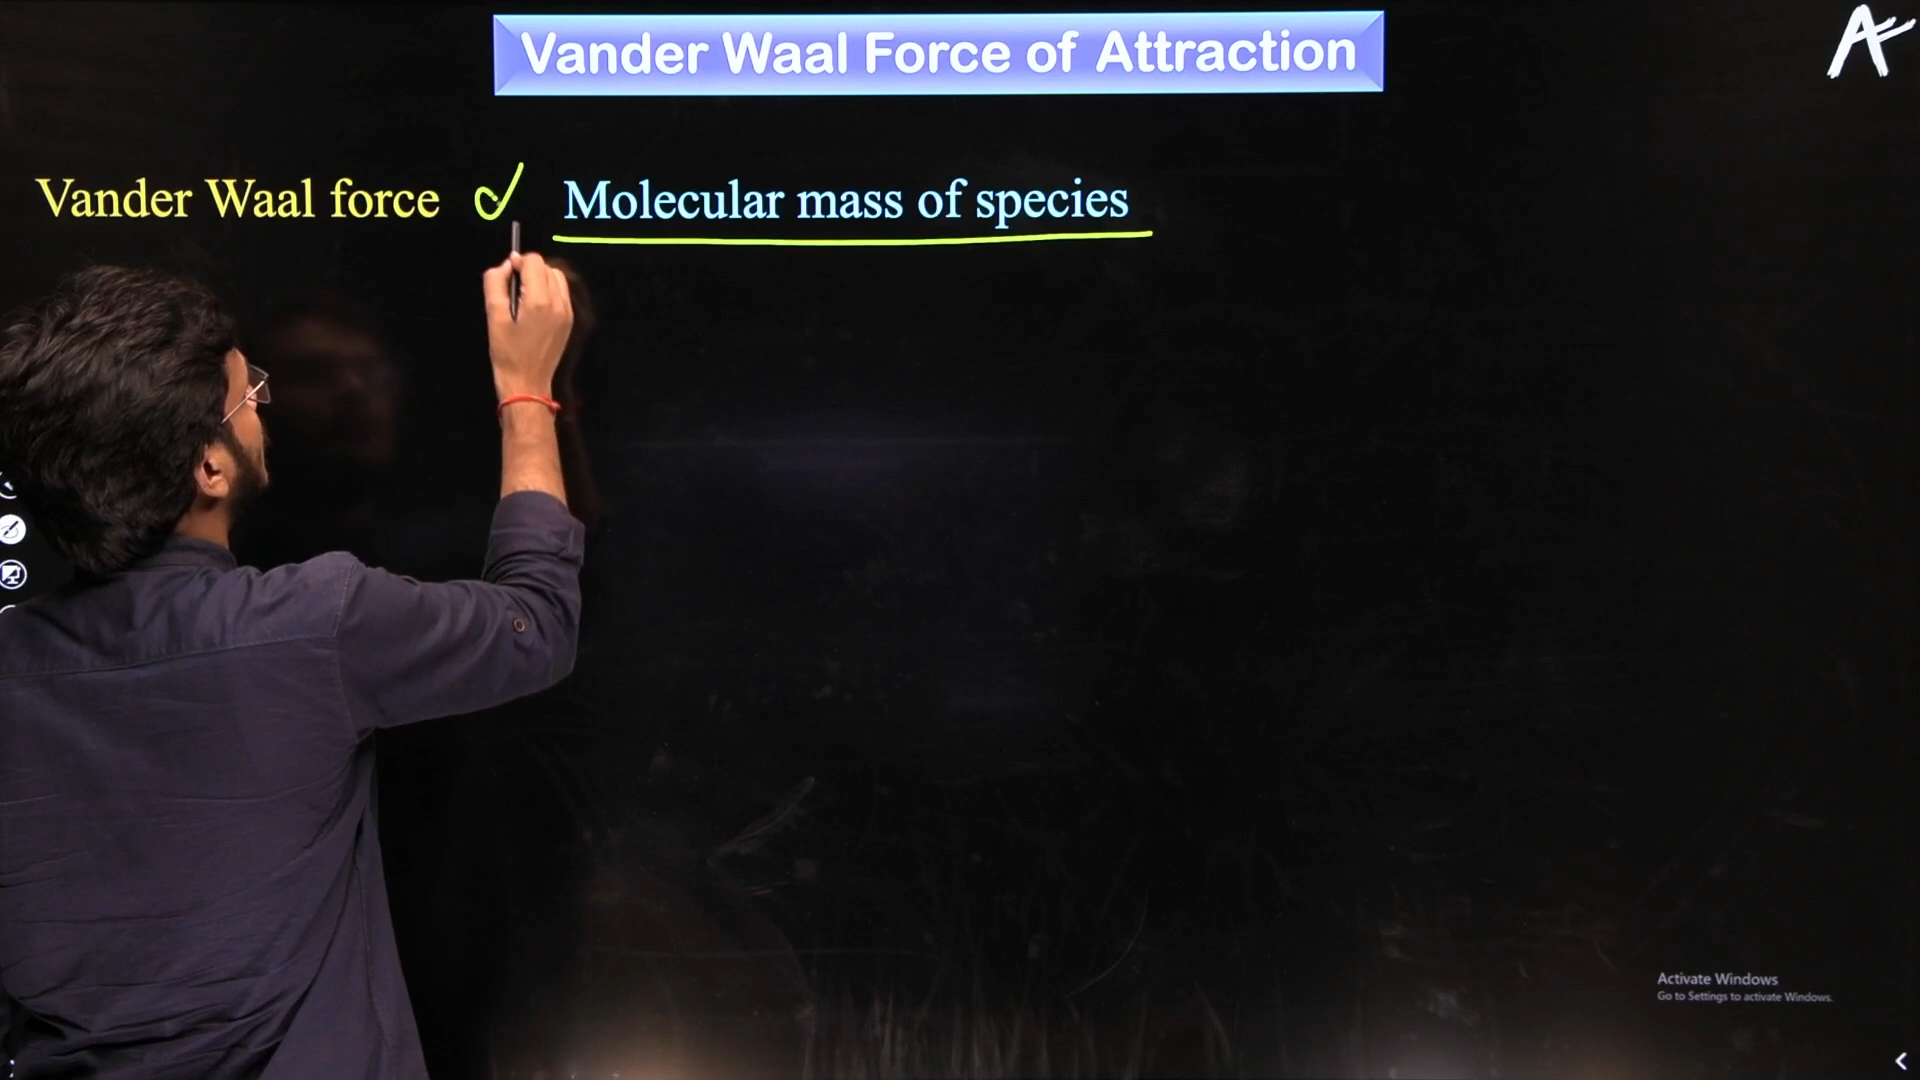 Vander Waal Force of Attraction
Vander Waal force ∝ Molecular mass of species
Activate Windows
Go to Settings to activate Windows.